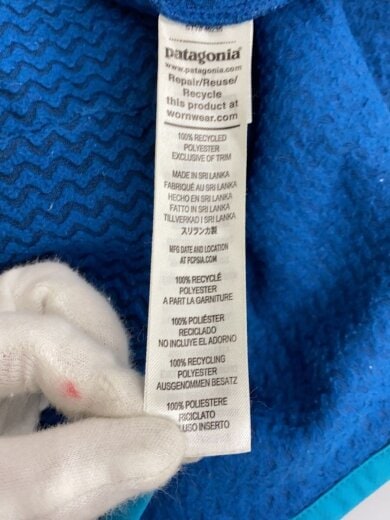 patagonia
www.patagonia.com
Repair/Reuse/
Recycle
this product at
wornwear.com
100% RECYCLED
POLYESTER
EXCLUSIVE OF TRIM
MADE IN SRI LANKA
FABRIQUÉ AU SRI LANKA
HECHO EN SRI LANKA
FATTO IN SRI LANKA
TILLVERKAD I SRI LANKA
スリランカ製
MFG DATE AND LOCATION
AT PCPSIA.COM
100% RECYCLÉ
POLYESTER
A PART LA GARNITURE
100% POLIÉSTER
RECICLADO
NO INCLUYE EL ADORNO
100% RECYCLING
POLYESTER
AUSGENOMMEN BESATZ
100% POLIESTERE
RICICLATO
INSERTO